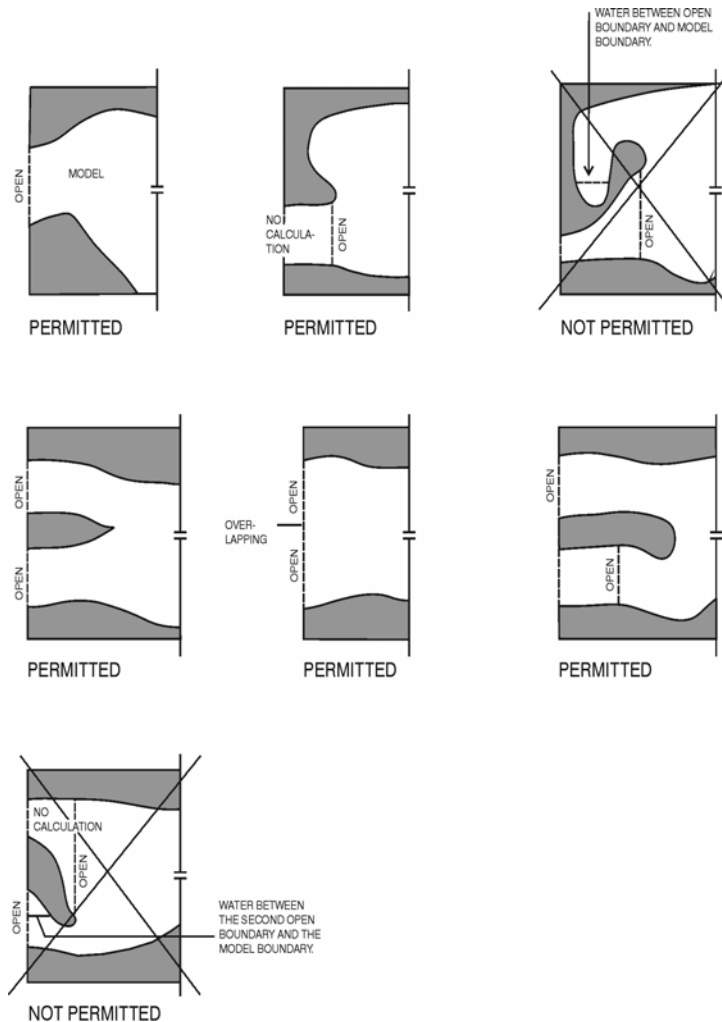 WATER BETWEEN OPEN
BOUNDARY AND MODEL
BOUNDARY.
OPEN
MODEL
PERMITTED
NO
CALCULA-
TION
OPEN
PERMITTED
OPEN
NOT PERMITTED
OPEN
OPEN
PERMITTED
OVER-
LAPPING
OPEN
OPEN
PERMITTED
OPEN
OPEN
PERMITTED
NO
CALCULATION
OPEN
OPEN
WATER BETWEEN
THE SECOND OPEN
BOUNDARY AND THE
MODEL BOUNDARY.
NOT PERMITTED